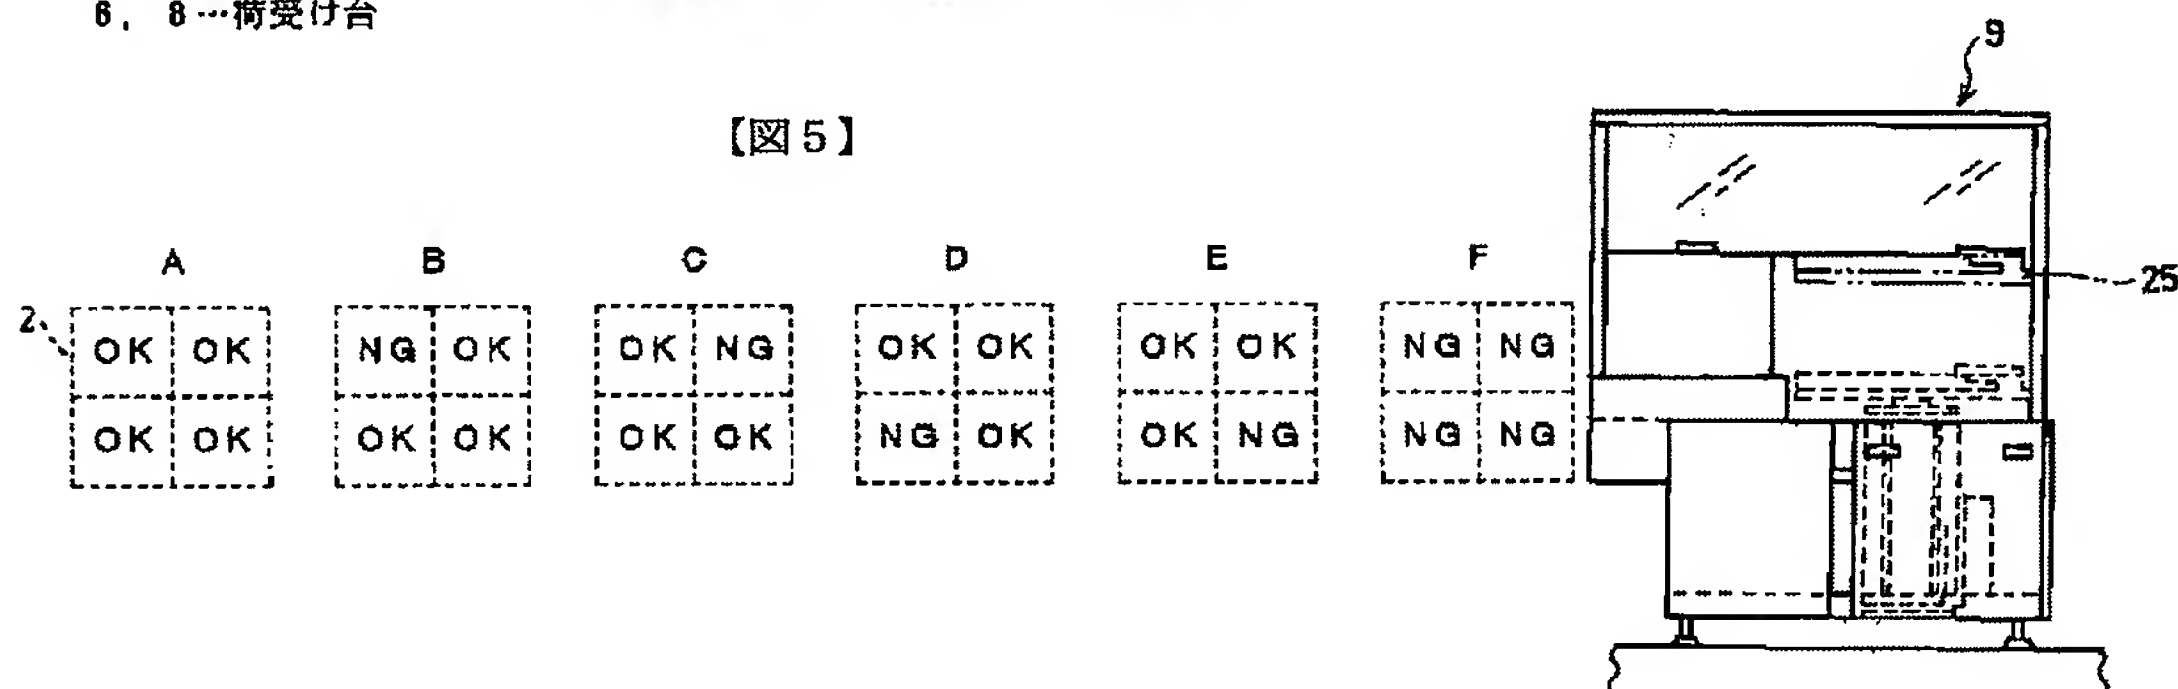 6, 8…荷受け台
9
【図5】
A B C D E F
25
2
OK OK NG OK OK NG OK OK OK OK NG NG
OK OK OK OK OK OK NG OK OK NG NG NG